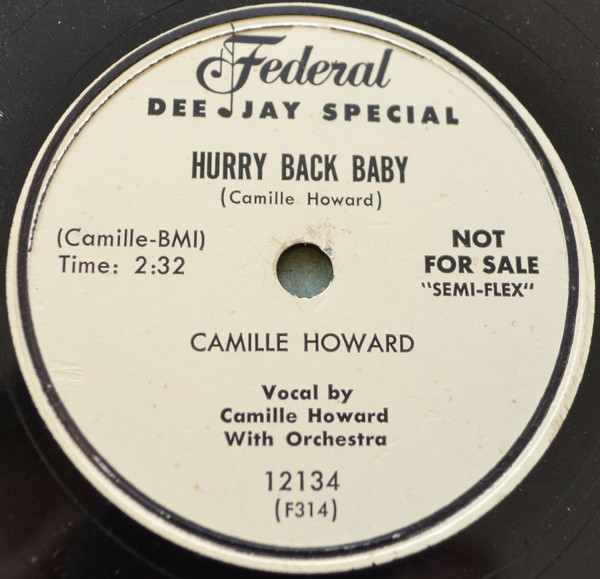 Federal
DEE JAY SPECIAL
HURRY BACK BABY
(Camille Howard)
(Camille-BMI)
Time: 2:32
NOT
FOR SALE
"SEMI-FLEX"
CAMILLE HOWARD
Vocal by
Camille Howard
With Orchestra
12134
(F314)